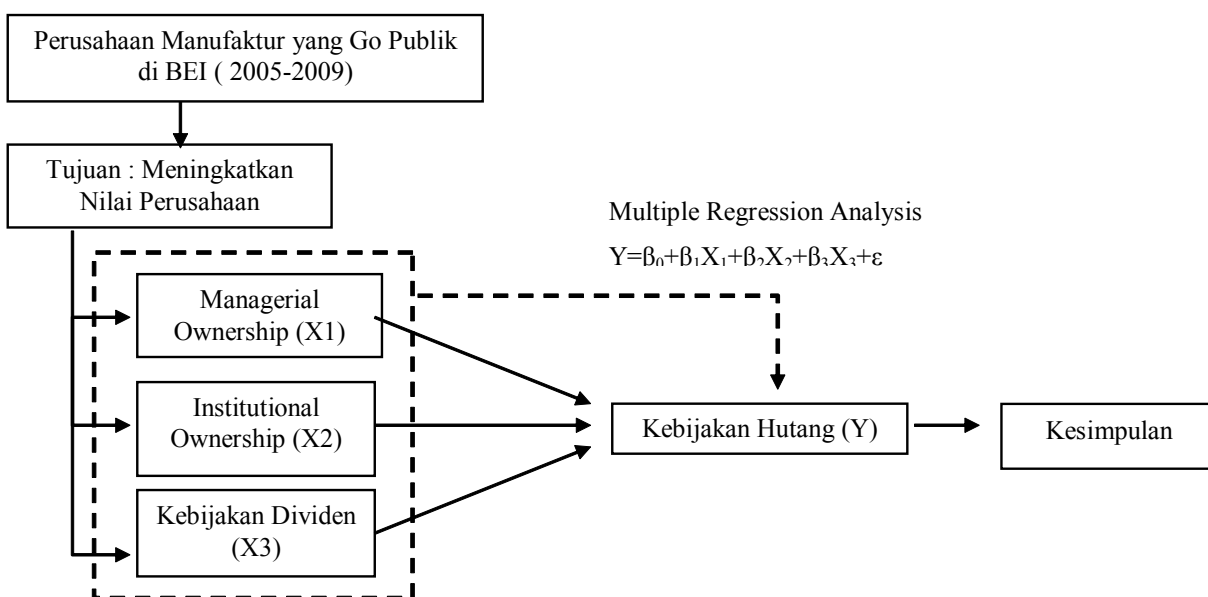 Perusahaan Manufaktur yang Go Publik
di BEI ( 2005-2009)
Tujuan : Meningkatkan
Nilai Perusahaan
Multiple Regression Analysis
Y=β₀+β₁X₁+β₂X₂+β₃X₃+ε
Managerial
Ownership (X1)
Institutional
Ownership (X2)
Kebijakan Dividen
(X3)
Kebijakan Hutang (Y)
Kesimpulan